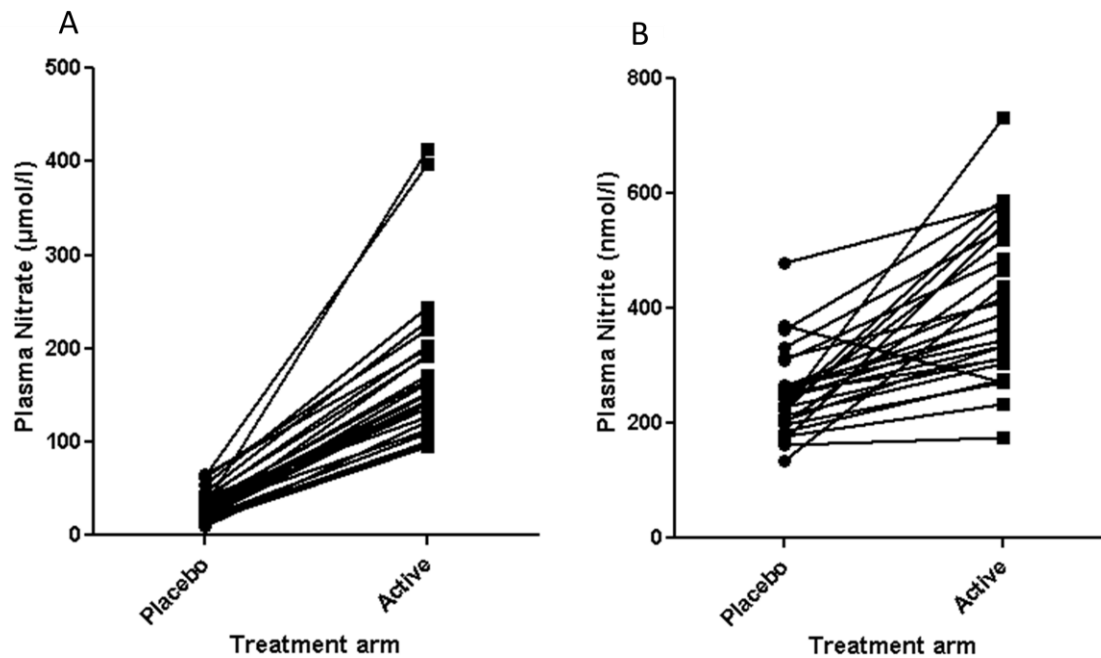 A
Plasma Nitrate (µmol/l)
500
400
300
200
100
0
Placebo
Active
Treatment arm
B
Plasma Nitrite (nmol/l)
800
600
400
200
0
Placebo
Active
Treatment arm